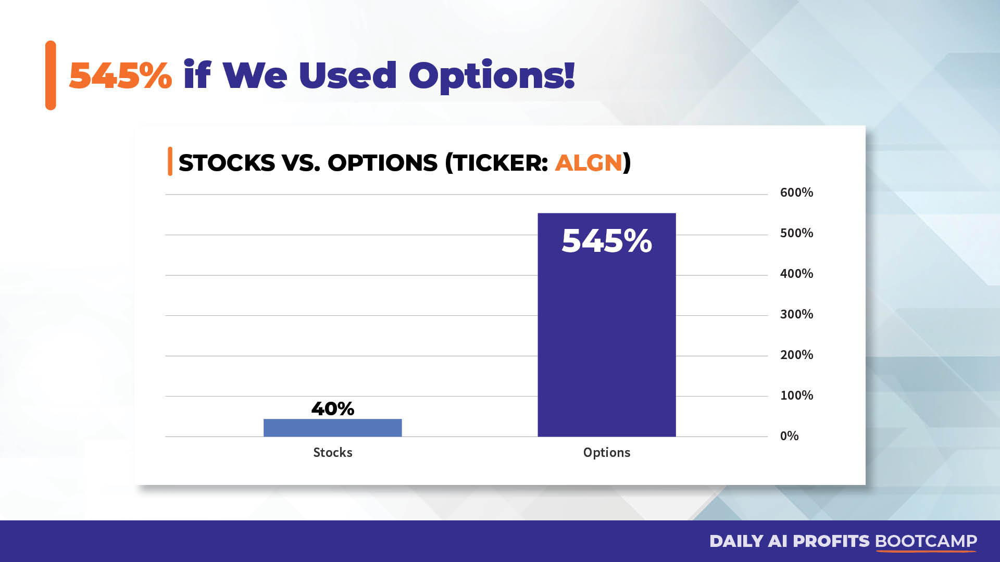 545% if We Used Options!
STOCKS VS. OPTIONS (TICKER: ALGN)
600%
545%
500%
400%
300%
200%
100%
40%
0%
Stocks
Options
DAILY AI PROFITS BOOTCAMP